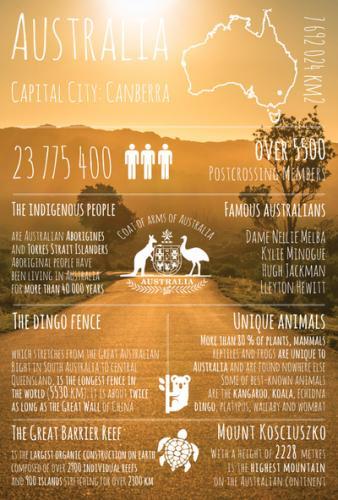 Australia
7692 024 km2
Capital City: Canberra
23 775 400
over 5500
Postcrossing Members
The indigenous people
are Australian Aborigines
and Torres Strait Islanders
Aboriginal people have
been living in Australia
for more than 40 000 years
Coat of arms of Australia
AUSTRALIA
Famous Australians
Dame Nellie Melba
Kylie Minogue
Hugh Jackman
Lleyton Hewitt
The dingo fence
which stretches from the Great Australian
Bight in South Australia to central
Queensland, is the longest fence in
the world (5530 km). It is about twice
as long as the Great Wall of China
Unique animals
More than 80 % of plants, mammals
reptiles and frogs are unique to
Australia and are found nowhere else
Some of best-known animals
are the kangaroo, koala, echidna
dingo, platypus, wallaby and wombat
The Great Barrier Reef
is the largest organic construction on earth
composed of over 2900 individual reefs
and 900 islands stretching for over 2300 km
Mount Kosciuszko
with a height of 2228 metres
is the highest mountain
on the Australian continent